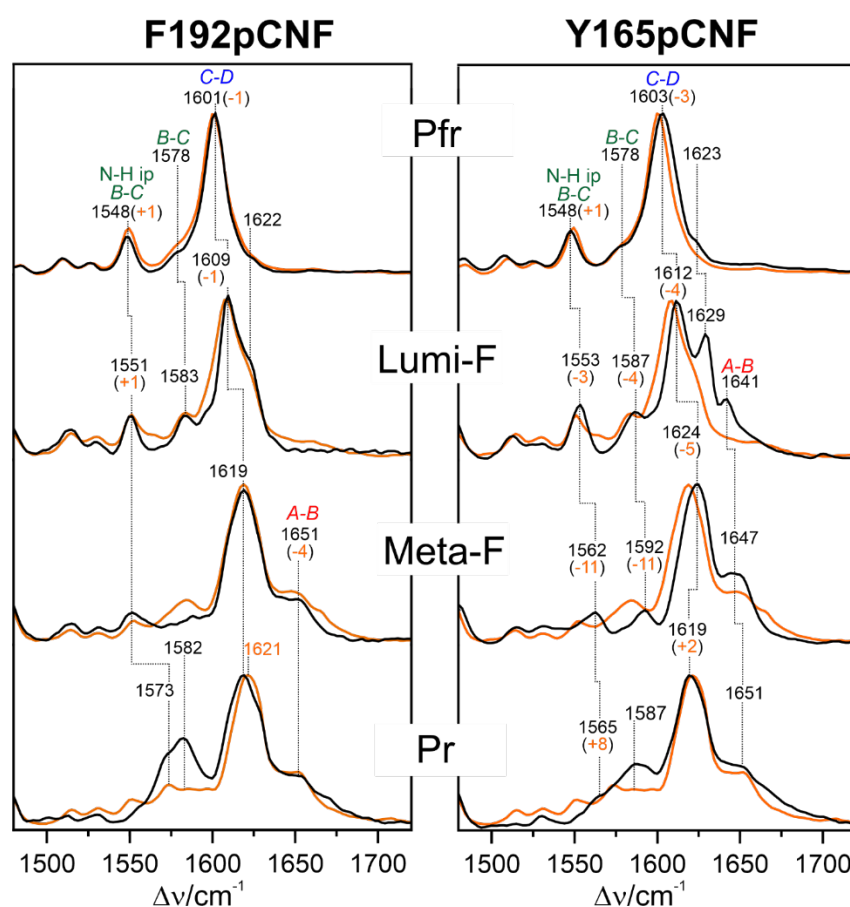 F192pCNF
Y165pCNF
Pfr
Lumi-F
Meta-F
Pr
C-D
1601(-1)
B-C
1578
N-H ip
B-C
1548(+1)
1622
1609
(-1)
1551
(+1)
1583
1619
A-B
1651
(-4)
1582
1573
1621
C-D
1603(-3)
B-C
1578
1623
N-H ip
B-C
1548(+1)
1612
(-4)
1629
1553
(-3)
1587
(-4)
A-B
1641
1624
(-5)
1562
(-11)
1592
(-11)
1647
1619
(+2)
1651
1565
(+8)
1587
1500 1550 1600 1650 1700
Δν/cm⁻¹
1500 1550 1600 1650 1700
Δν/cm⁻¹